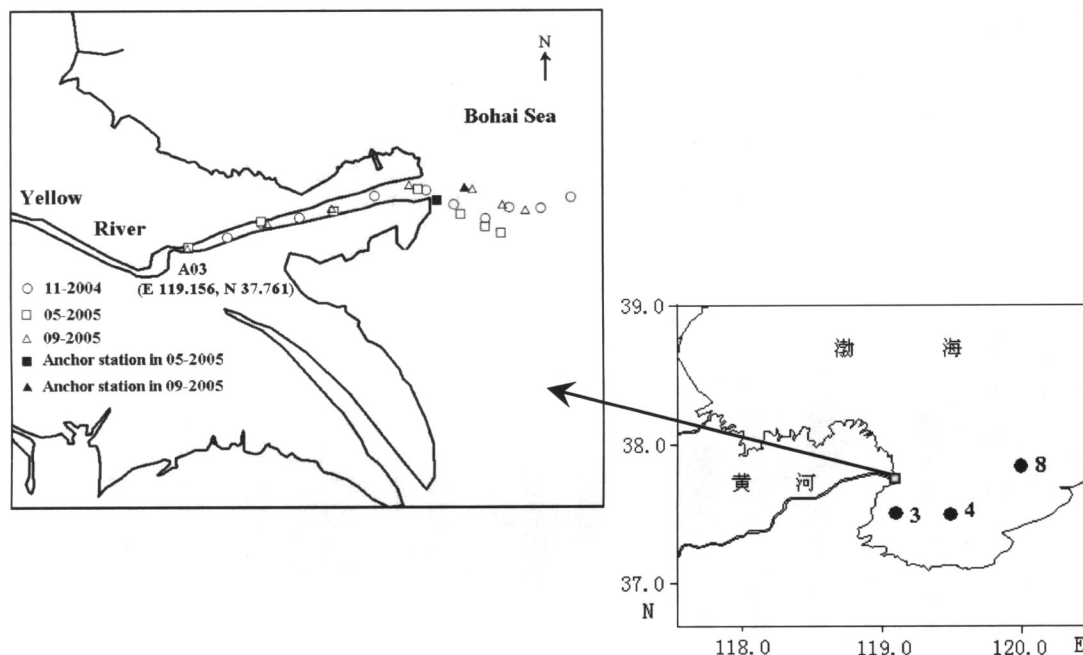 N
Bohai Sea
Yellow
River
A03
(E 119.156, N 37.761)
11-2004
05-2005
09-2005
Anchor station in 05-2005
Anchor station in 09-2005
39.0
渤 海
38.0
黄 河
8
3
4
37.0
N
118.0 119.0 120.0 E